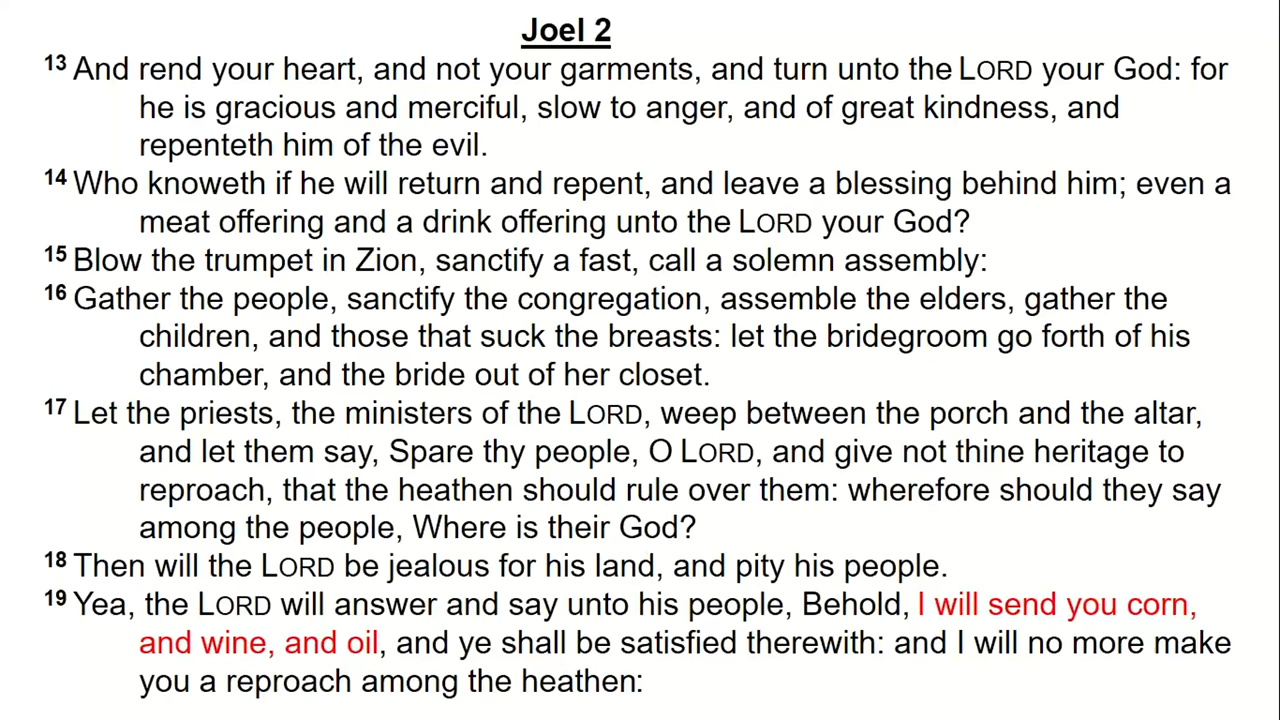 Joel 2
13 And rend your heart, and not your garments, and turn unto the LORD your God: for
he is gracious and merciful, slow to anger, and of great kindness, and
repenteth him of the evil.
14 Who knoweth if he will return and repent, and leave a blessing behind him; even a
meat offering and a drink offering unto the LORD your God?
15 Blow the trumpet in Zion, sanctify a fast, call a solemn assembly:
16 Gather the people, sanctify the congregation, assemble the elders, gather the
children, and those that suck the breasts: let the bridegroom go forth of his
chamber, and the bride out of her closet.
17 Let the priests, the ministers of the LORD, weep between the porch and the altar,
and let them say, Spare thy people, O LORD, and give not thine heritage to
reproach, that the heathen should rule over them: wherefore should they say
among the people, Where is their God?
18 Then will the LORD be jealous for his land, and pity his people.
19 Yea, the LORD will answer and say unto his people, Behold, I will send you corn,
and wine, and oil, and ye shall be satisfied therewith: and I will no more make
you a reproach among the heathen: